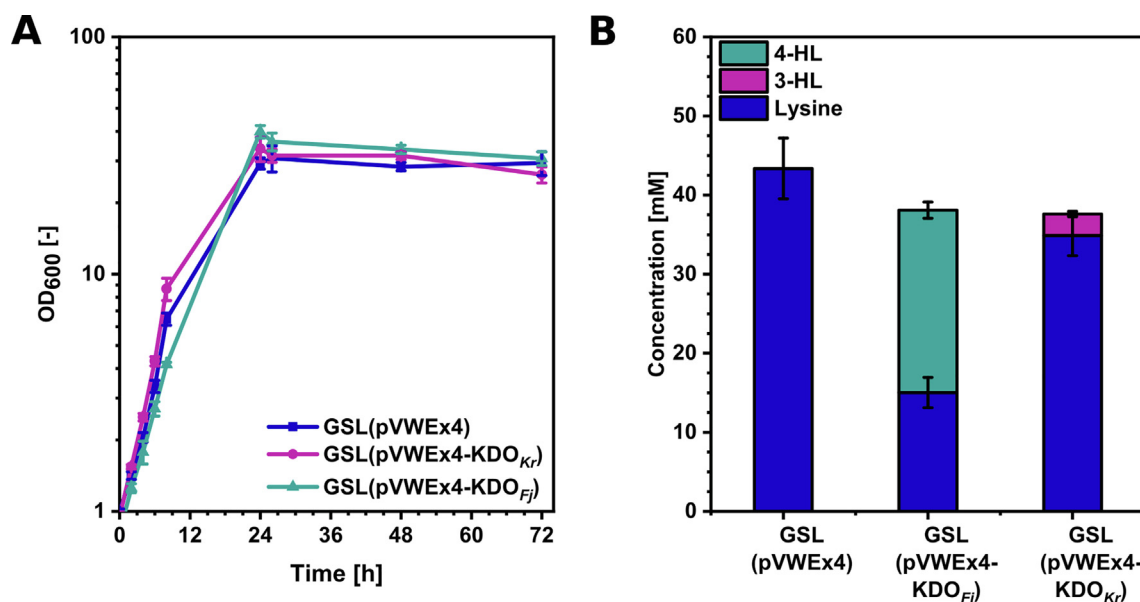 A
100
10
1
OD600 [-]
0 12 24 36 48 60 72
Time [h]
GSL(pVWEx4)
GSL(pVWEx4-KDOKr)
GSL(pVWEx4-KDOFj)
B
60
50
40
30
20
10
0
Concentration [mM]
4-HL
3-HL
Lysine
GSL
(pVWEx4)
GSL
(pVWEx4-
KDOFj)
GSL
(pVWEx4-
KDOKr)